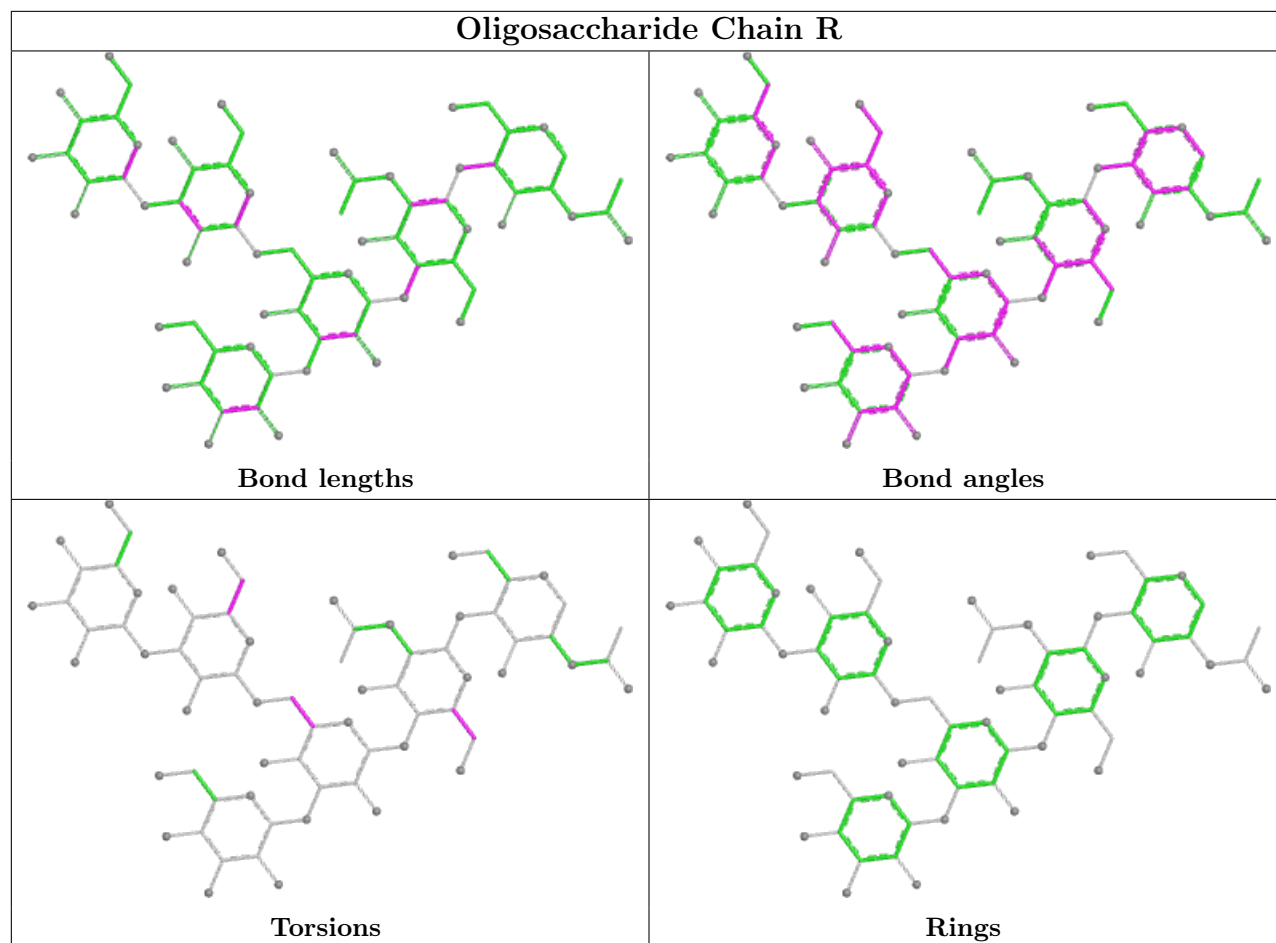 Oligosaccharide Chain R
Bond lengths
Bond angles
Torsions
Rings